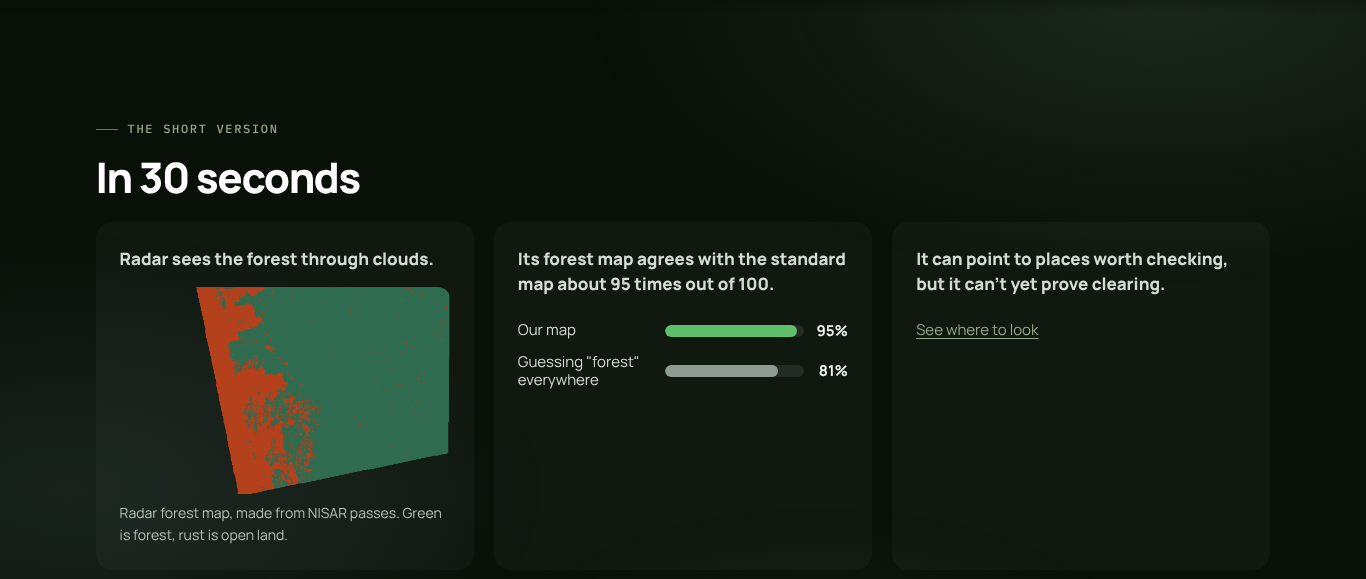 THE SHORT VERSION
In 30 seconds
Radar sees the forest through clouds.
Radar forest map, made from NISAR passes. Green
is forest, rust is open land.
Its forest map agrees with the standard
map about 95 times out of 100.
Our map
95%
Guessing "forest"
everywhere
81%
It can point to places worth checking,
but it can’t yet prove clearing.
See where to look